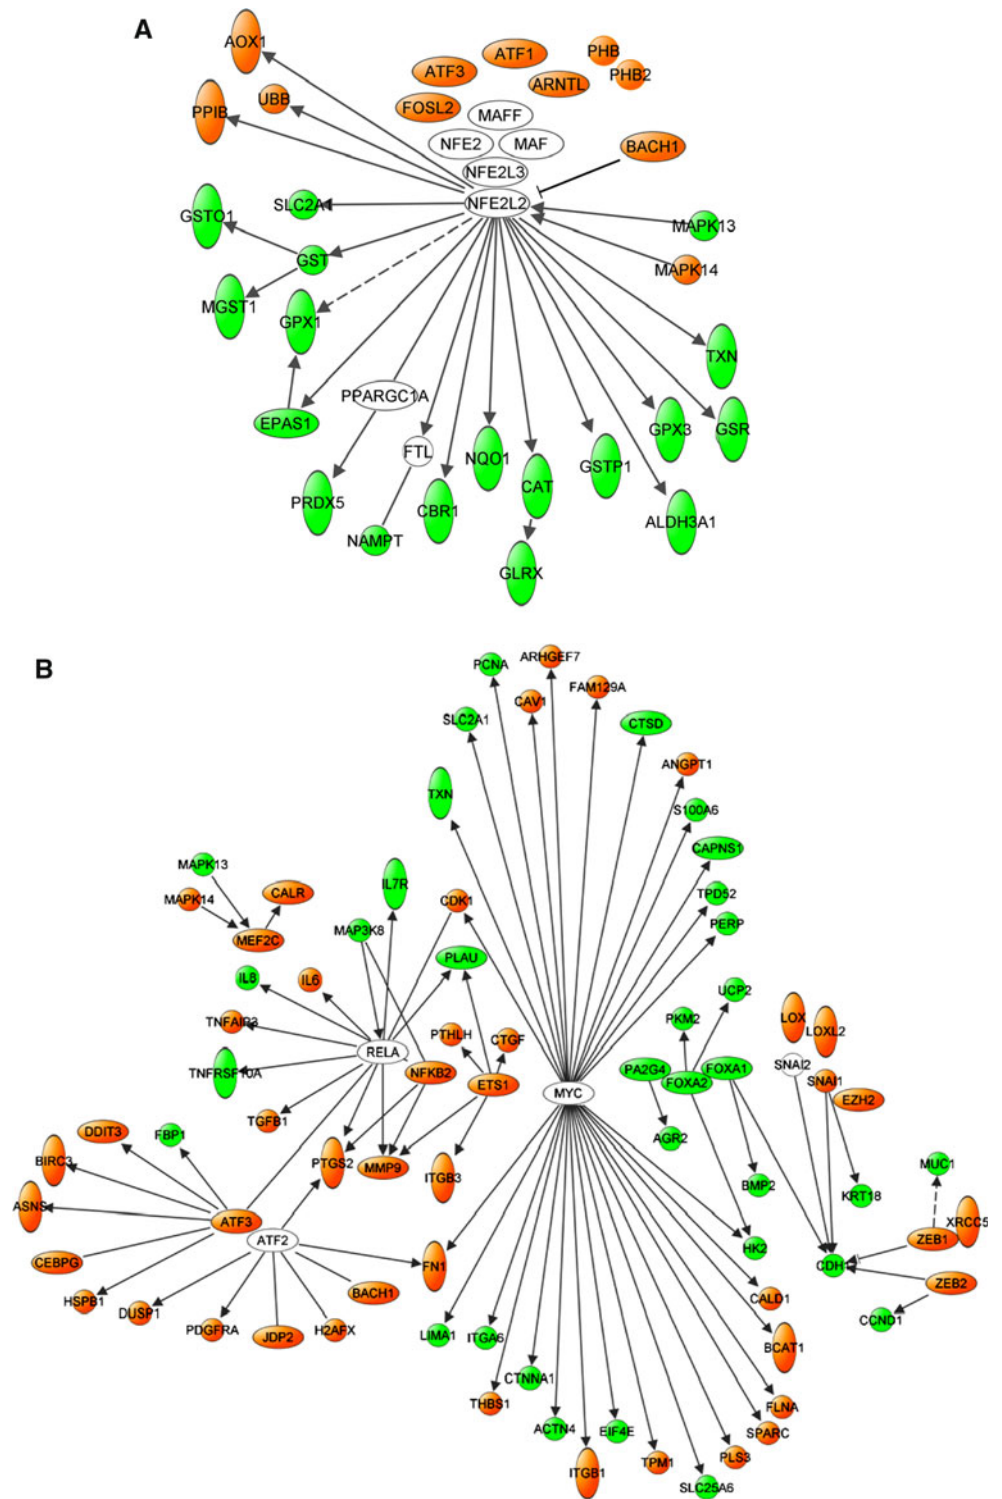 A
AOX1
ATF1
PHB
ATF3
PHB2
UBB
ARNTL
PPIB
FOSL2
MAFF
NFE2
MAF
BACH1
NFE2L3
SLC2A1
NFE2L2
GSTO1
MAPK13
GST
MAPK14
MGST1
GPX1
TXN
PPARGC1A
EPAS1
GPX3
GSR
FTL
NQO1
GSTP1
CAT
PRDX5
CBR1
ALDH3A1
NAMPT
GLRX
B
PCNA
ARHGEF7
FAM129A
CAV1
SLC2A1
CTSD
ANGPT1
TXN
S100A6
CAPNS1
MAPK13
IL7R
CALR
TPD52
MAPK14
CDK1
PERP
MAP3K8
MEF2C
PLAU
IL8
IL6
UCP2
LOX
LOXL2
PKM2
TNFAIP3
PTHLH
CTGF
RELA
SNAI2
TNFRSF10A
NFKB2
PA2G4
FOXA1
ETS1
FOXA2
SNAI1
MYC
EZH2
TGFB1
DDIT3
FBP1
AGR2
BIRC3
PTGS2
MMP9
ITGB3
BMP2
MUC1
KRT18
ASNS
ATF3
XRCC5
ATF2
ZEB1
HK2
CEBPG
FN1
CDH1
ZEB2
BACH1
CALD1
HSPB1
DUSP1
CCND1
PDGFRA
JDP2
H2AFX
LIMA1
ITGA6
BCAT1
CTNNA1
THBS1
FLNA
ACTN4
EIF4E
SPARC
PLS3
TPM1
ITGB1
SLC25A6